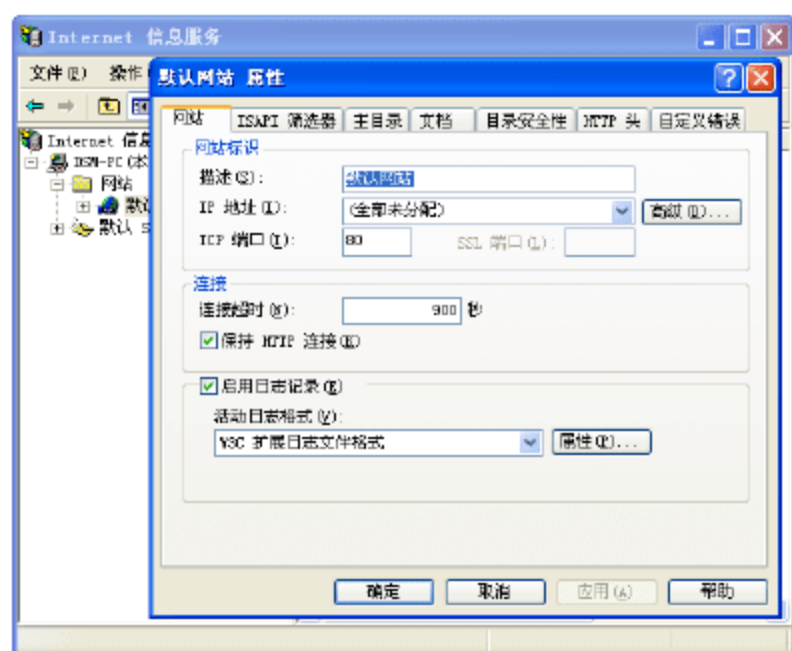 Internet 信息服务
文件(F) 操作
默认网站 属性
网站 ISAPI 筛选器 主目录 文档 目录安全性 HTTP 头 自定义错误
Internet 信息
DSM-PC(本
网站
默认
默认 S
网站标识
描述(S): 默认网站
IP 地址(I): (全部未分配) 高级(D)...
TCP 端口(T): 80 SSL 端口(L):
连接
连接超时(N): 900 秒
保持 HTTP 连接(K)
启用日志记录(E)
活动日志格式(V):
W3C 扩展日志文件格式 属性(P)...
确定 取消 应用(A) 帮助